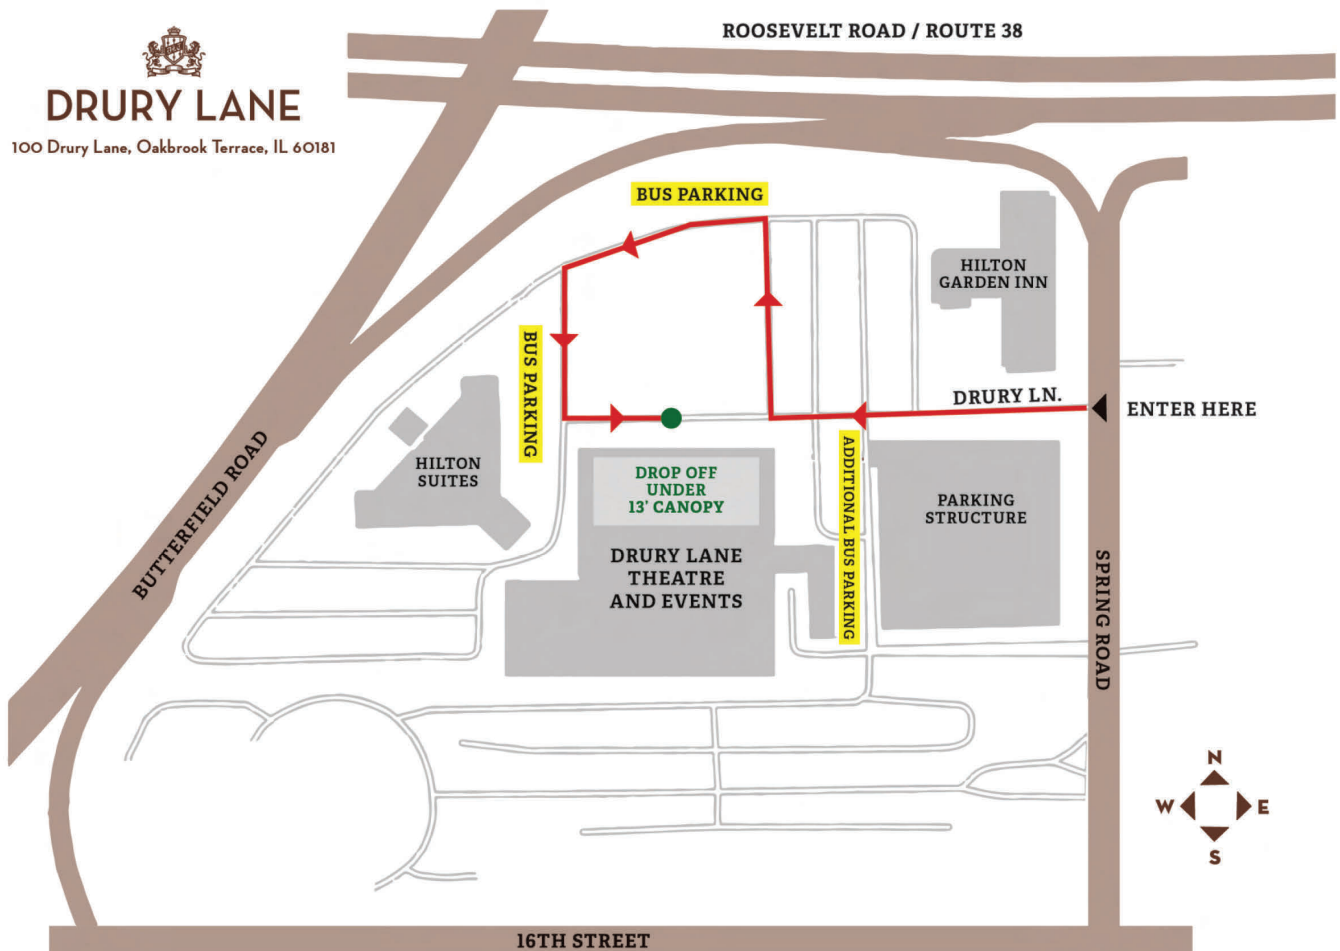 ROOSEVELT ROAD / ROUTE 38
DRURY LANE
100 Drury Lane, Oakbrook Terrace, IL 60181
BUS PARKING
HILTON
GARDEN INN
BUS PARKING
DRURY LN.
ENTER HERE
HILTON
SUITES
DROP OFF
UNDER
13' CANOPY
ADDITIONAL BUS PARKING
PARKING
STRUCTURE
BUTTERFIELD ROAD
DRURY LANE
THEATRE
AND EVENTS
SPRING ROAD
N
W
E
S
16TH STREET